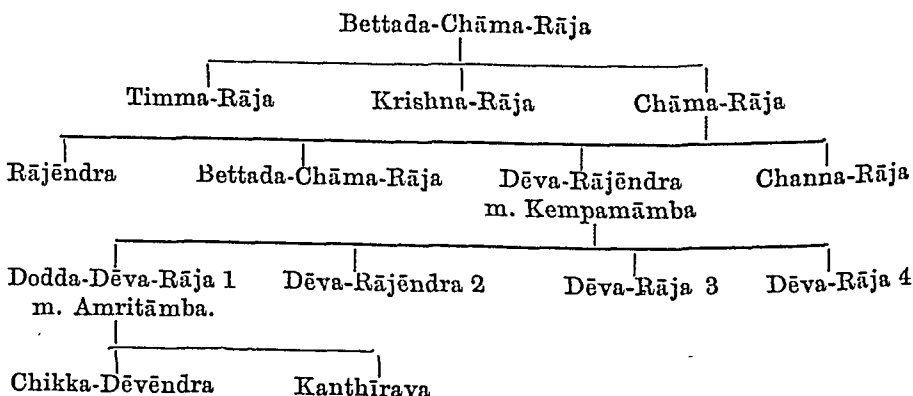 Bettada-Chāma-Rāja
Timma-Rāja Krishna-Rāja Chāma-Rāja
Rājēndra Bettada-Chāma-Rāja Dēva-Rājēndra Channa-Rāja
m. Kempamāmba
Dodda-Dēva-Rāja 1 Dēva-Rājēndra 2 Dēva-Rāja 3 Dēva-Rāja 4
m. Amritāmba.
Chikka-Dēvēndra Kanthīrava